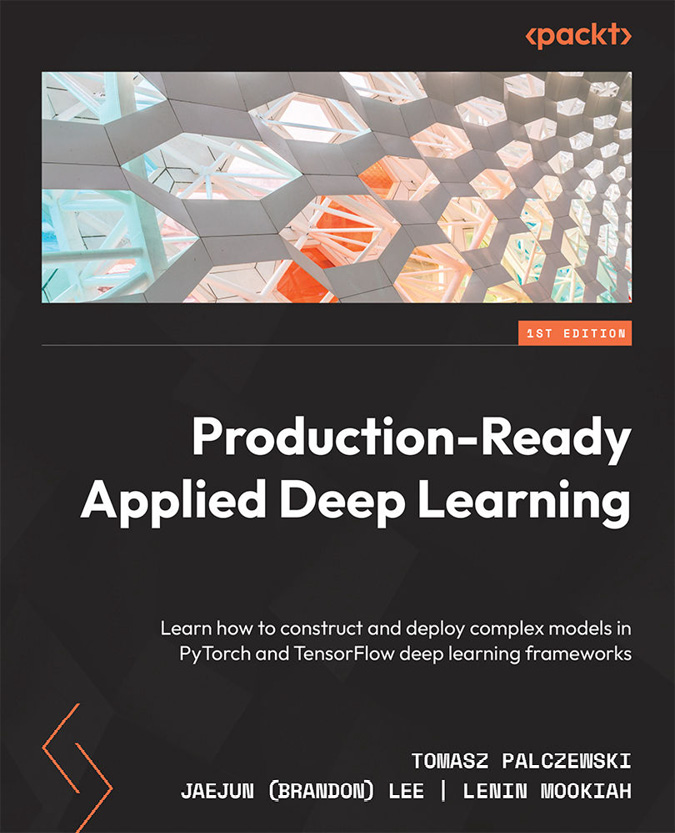 <packt>
1ST EDITION
Production-Ready
Applied Deep Learning
Learn how to construct and deploy complex models in
PyTorch and TensorFlow deep learning frameworks
TOMASZ PALCZEWSKI
JAEJUN (BRANDON) LEE | LENIN MOOKIAH